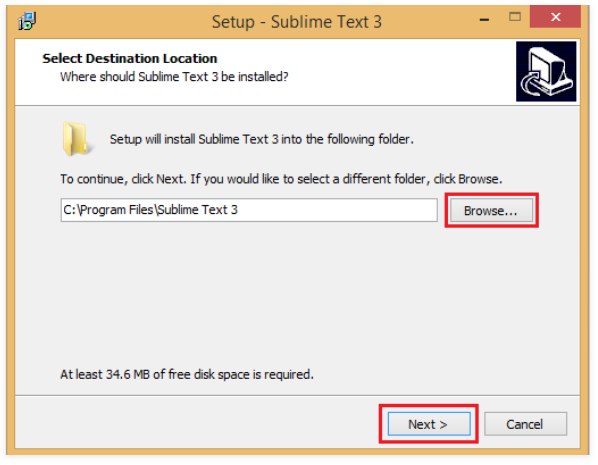 Setup - Sublime Text 3
Select Destination Location
Where should Sublime Text 3 be installed?
Setup will install Sublime Text 3 into the following folder.
To continue, click Next. If you would like to select a different folder, click Browse.
C:\Program Files\Sublime Text 3
Browse...
At least 34.6 MB of free disk space is required.
Next >
Cancel